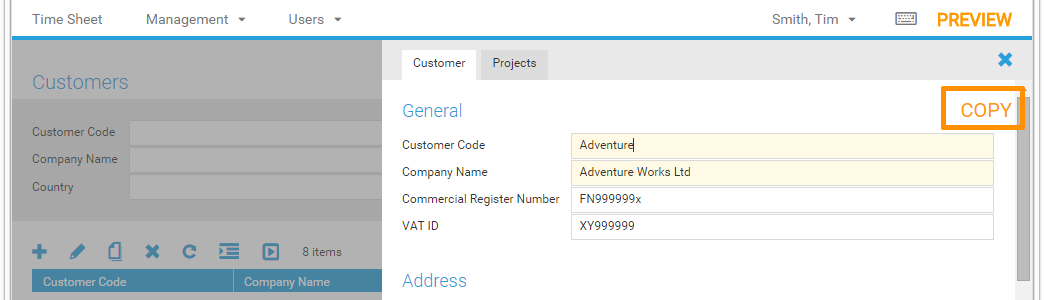 Time Sheet Management Users Smith, Tim PREVIEW
Customers
Customer Code
Company Name
Country
8 items
Customer Code Company Name
Customer Projects
General COPY
Customer Code Adventure
Company Name Adventure Works Ltd
Commercial Register Number FN999999x
VAT ID XY999999
Address